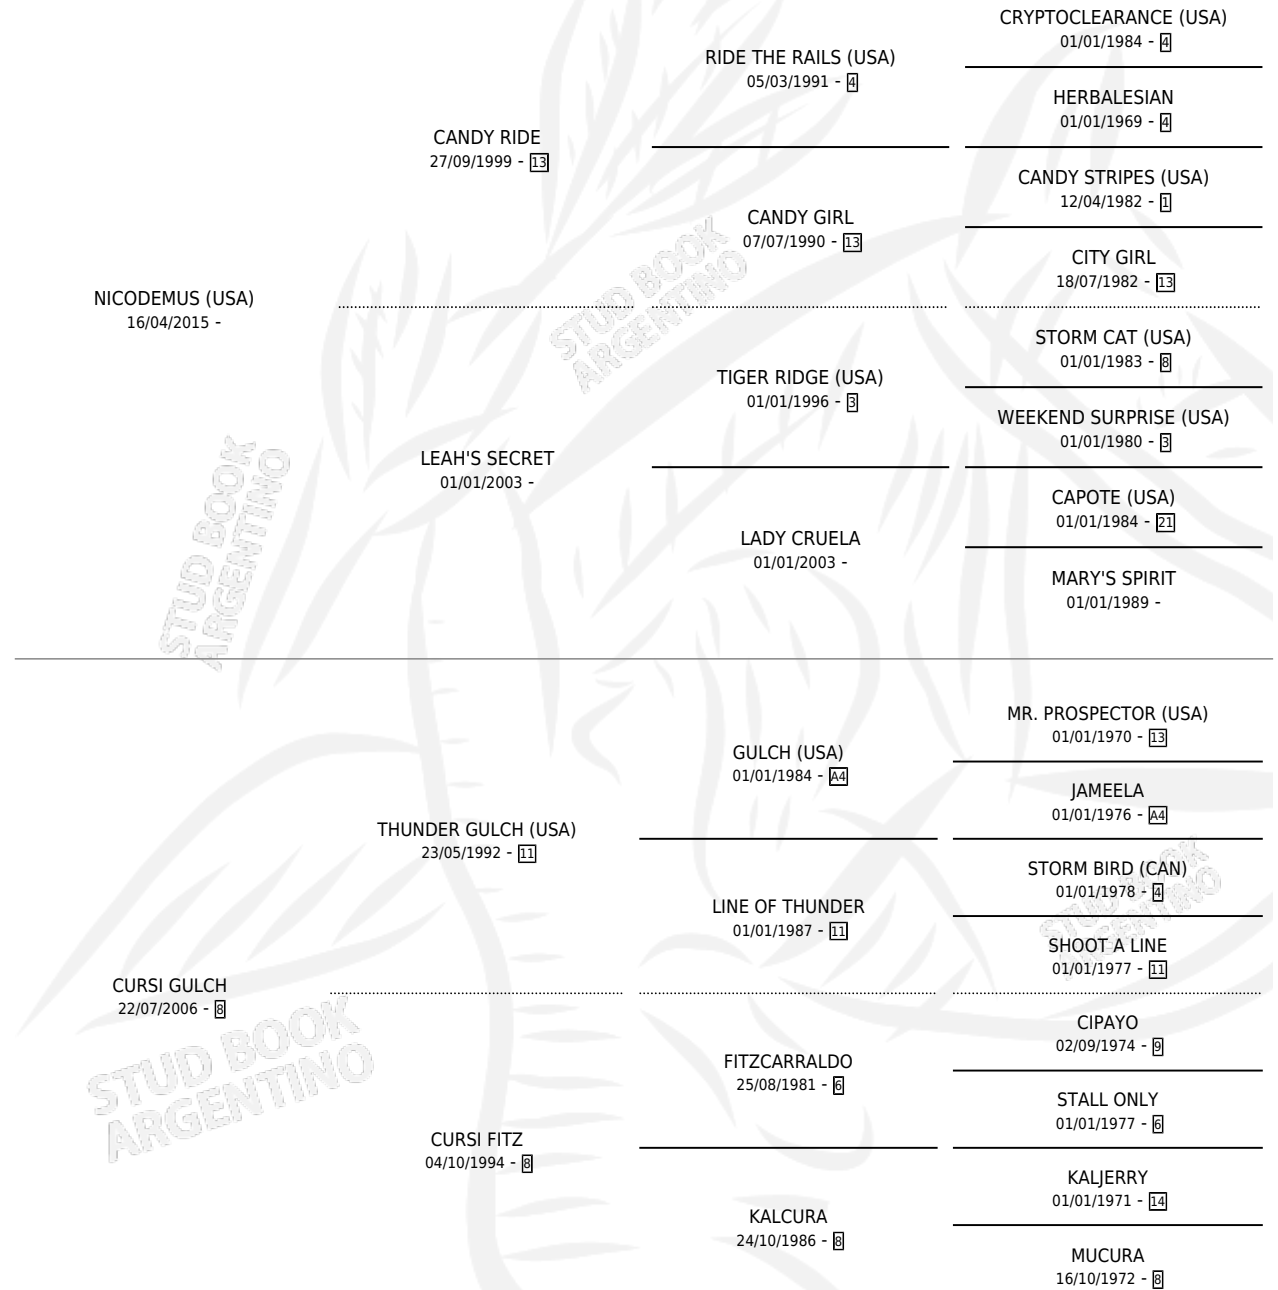 CRYPTOCLEARANCE (USA)
01/01/1984 - 4
RIDE THE RAILS (USA)
05/03/1991 - 4
HERBALESIAN
01/01/1969 - 4
CANDY RIDE
27/09/1999 - 13
CANDY STRIPES (USA)
12/04/1982 - 1
CANDY GIRL
07/07/1990 - 13
CITY GIRL
18/07/1982 - 13
NICODEMUS (USA)
16/04/2015 -
STORM CAT (USA)
01/01/1983 - 8
TIGER RIDGE (USA)
01/01/1996 - 3
WEEKEND SURPRISE (USA)
01/01/1980 - 3
LEAH'S SECRET
01/01/2003 -
CAPOTE (USA)
01/01/1984 - 21
LADY CRUELA
01/01/2003 -
MARY'S SPIRIT
01/01/1989 -
MR. PROSPECTOR (USA)
01/01/1970 - 13
GULCH (USA)
01/01/1984 - A4
JAMEELA
01/01/1976 - A4
THUNDER GULCH (USA)
23/05/1992 - 11
STORM BIRD (CAN)
01/01/1978 - 4
LINE OF THUNDER
01/01/1987 - 11
SHOOT A LINE
01/01/1977 - 11
CURSI GULCH
22/07/2006 - 8
CIPAYO
02/09/1974 - 9
FITZCARRALDO
25/08/1981 - 6
STALL ONLY
01/01/1977 - 6
CURSI FITZ
04/10/1994 - 8
KALJERRY
01/01/1971 - 14
KALCURA
24/10/1986 - 8
MUCURA
16/10/1972 - 8
STUD BOOK
ARGENTINO
STUD BOOK
ARGENTINO
STUD BOOK
ARGENTINO
STUD BOOK
ARGENTINO